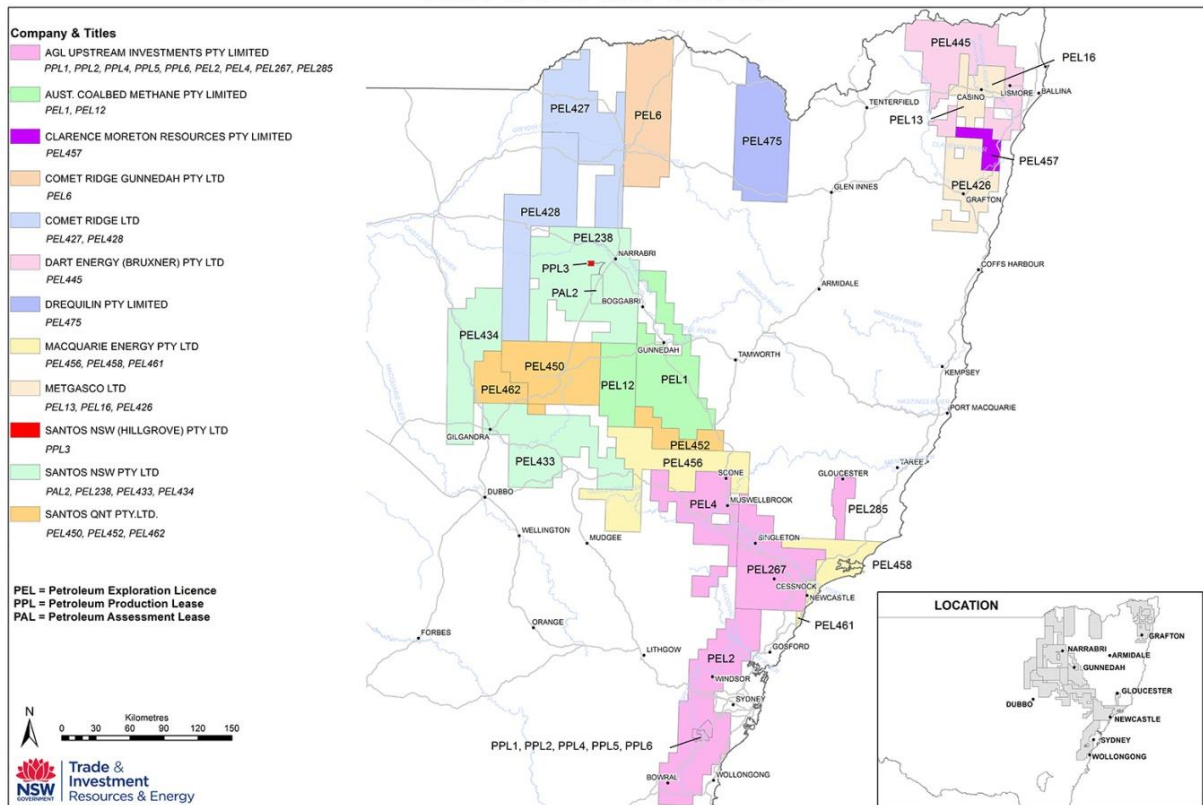 Company & Titles
AGL UPSTREAM INVESTMENTS PTY LIMITED
PPL1, PPL2, PPL4, PPL5, PPL6, PEL2, PEL4, PEL267, PEL285
AUST. COALBED METHANE PTY LIMITED
PEL1, PEL12
CLARENCE MORETON RESOURCES PTY LIMITED
PEL457
COMET RIDGE GUNNEDAH PTY LTD
PEL6
COMET RIDGE LTD
PEL427, PEL428
DART ENERGY (BRUXNER) PTY LTD
PEL445
DREQUILIN PTY LIMITED
PEL475
MACQUARIE ENERGY PTY LTD
PEL456, PEL458, PEL461
METGASCO LTD
PEL13, PEL16, PEL426
SANTOS NSW (HILLGROVE) PTY LTD
PPL3
SANTOS NSW PTY LTD
PAL2, PEL238, PEL433, PEL434
SANTOS QNT PTY.LTD.
PEL450, PEL452, PEL462
PEL = Petroleum Exploration Licence
PPL = Petroleum Production Lease
PAL = Petroleum Assessment Lease
N
Kilometres
0 30 60 90 120 150
NSW
GOVERNMENT
Trade &
Investment
Resources & Energy
PEL445
PEL16
PEL427
PEL6
PEL475
TENTERFIELD
CASINO
LISMORE
BALLINA
PEL13
PEL457
GLEN INNES
PEL426
GRAFTON
PEL428
PEL238
NARRABRI
PPL3
PAL2
BOGGABRI
COFFS HARBOUR
ARMIDALE
PEL434
GUNNEDAH
TAMWORTH
PEL450
PEL462
PEL12
PEL1
KEMPSEY
PORT MACQUARIE
GILGANDRA
PEL452
PEL433
PEL456
SCONE
GLOUCESTER
TAREE
DUBBO
PEL4
MUSWELLBROOK
PEL285
WELLINGTON
MUDGEE
SINGLETON
PEL267
CESSNOCK
PEL458
NEWCASTLE
PEL461
FORBES
ORANGE
LITHGOW
PEL2
GOSFORD
WINDSOR
SYDNEY
PPL1, PPL2, PPL4, PPL5, PPL6
BOWRAL
WOLLONGONG
LOCATION
GRAFTON
NARRABRI
ARMIDALE
GUNNEDAH
GLOUCESTER
DUBBO
NEWCASTLE
SYDNEY
WOLLONGONG